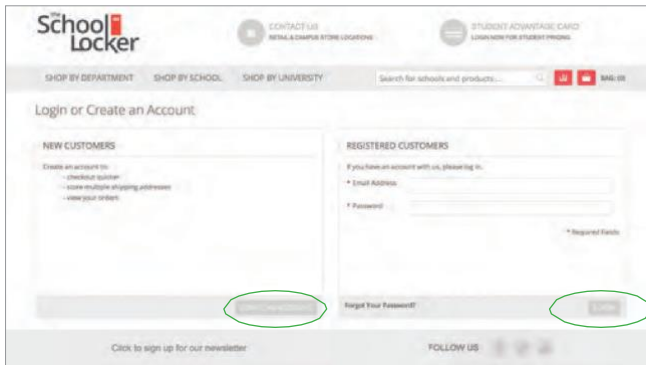 the
School
Locker
CONTACT US
RETAIL & CAMPUS STORE LOCATIONS
STUDENT ADVANTAGE CARD
LOGIN NOW FOR STUDENT PRICING
SHOP BY DEPARTMENT
SHOP BY SCHOOL
SHOP BY UNIVERSITY
Search for schools and products ...
Login or Create an Account
NEW CUSTOMERS
Create an account to:
- checkout quicker
- store multiple shipping addresses
- view your orders
REGISTERED CUSTOMERS
If you have an account with us, please log in.
* Email Address
* Password
* Required Fields
Forgot Your Password?
Click to sign up for our newsletter
FOLLOW US